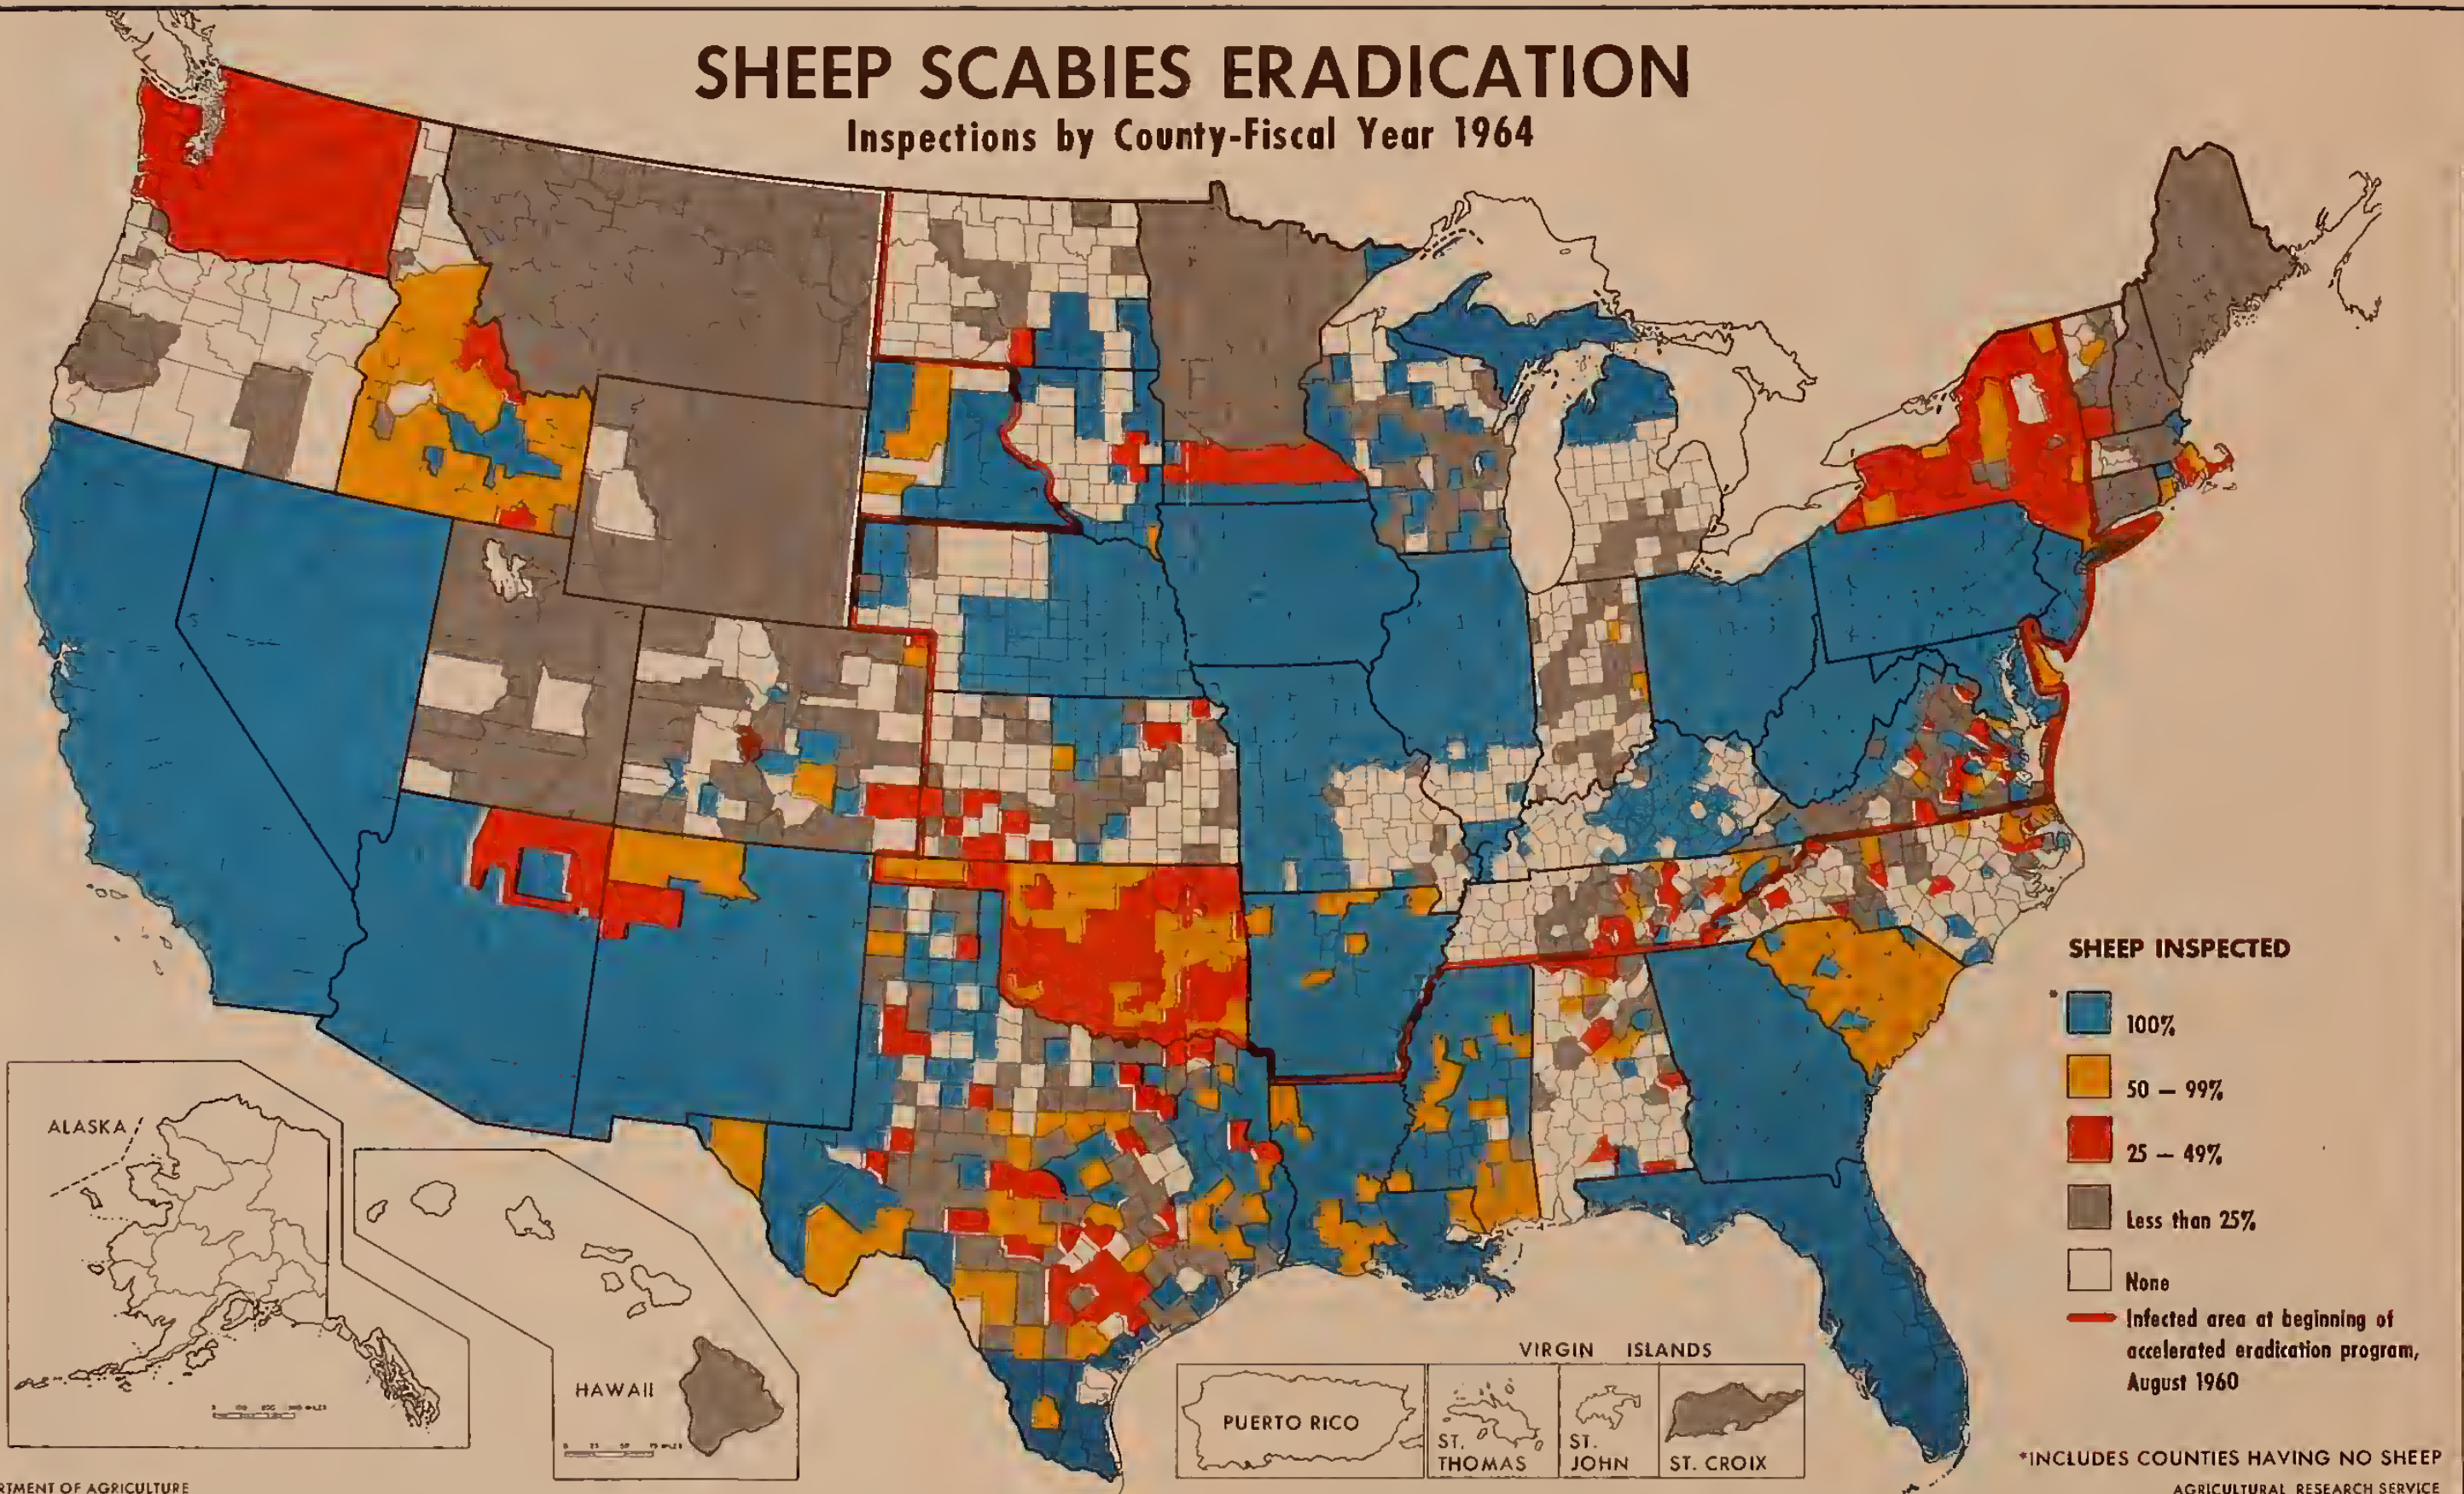 SHEEP SCABIES ERADICATION
Inspections by County-Fiscal Year 1964
SHEEP INSPECTED
* 100%
50 — 99%
25 — 49%
Less than 25%
None
Infected area at beginning of
accelerated eradication program,
August 1960
ALASKA
HAWAII
VIRGIN ISLANDS
PUERTO RICO
ST.
THOMAS
ST.
JOHN
ST. CROIX
*INCLUDES COUNTIES HAVING NO SHEEP
OF AGRICULTURE
AGRICULTURAL RESEARCH SERVICE